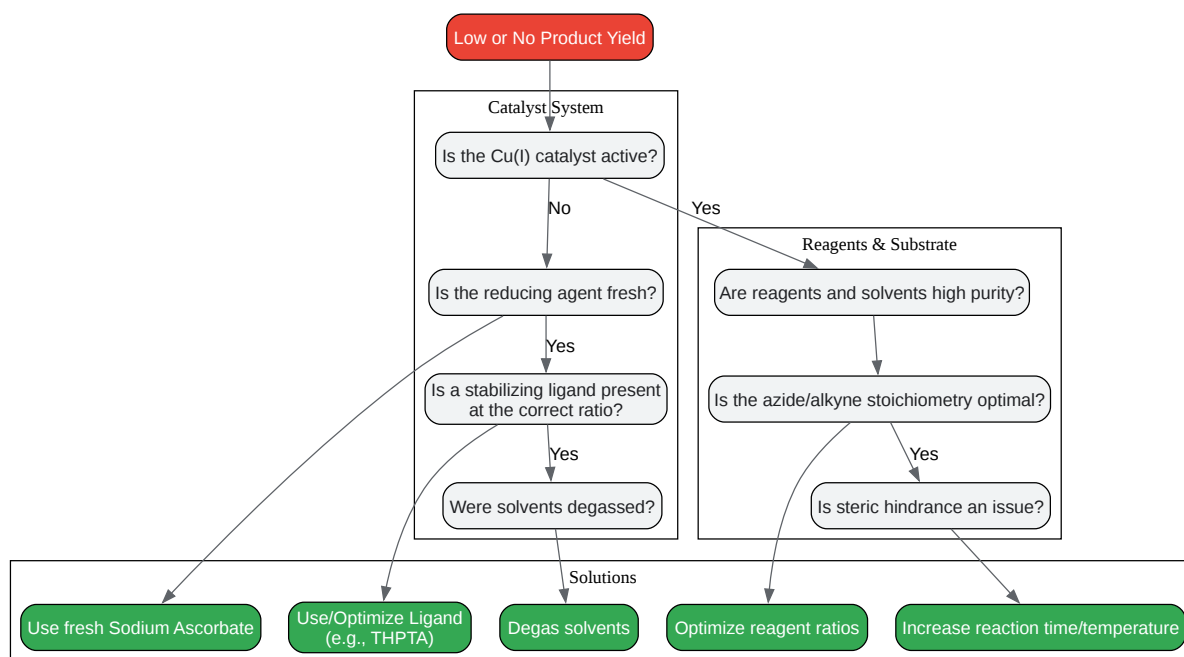 Low or No Product Yield
Catalyst System
Is the Cu(I) catalyst active?
No
Yes
Reagents & Substrate
Is the reducing agent fresh?
Are reagents and solvents high purity?
Yes
Is a stabilizing ligand present
at the correct ratio?
Is the azide/alkyne stoichiometry optimal?
Yes
Yes
Were solvents degassed?
Is steric hindrance an issue?
Solutions
Use fresh Sodium Ascorbate
Use/Optimize Ligand
(e.g., THPTA)
Degas solvents
Optimize reagent ratios
Increase reaction time/temperature